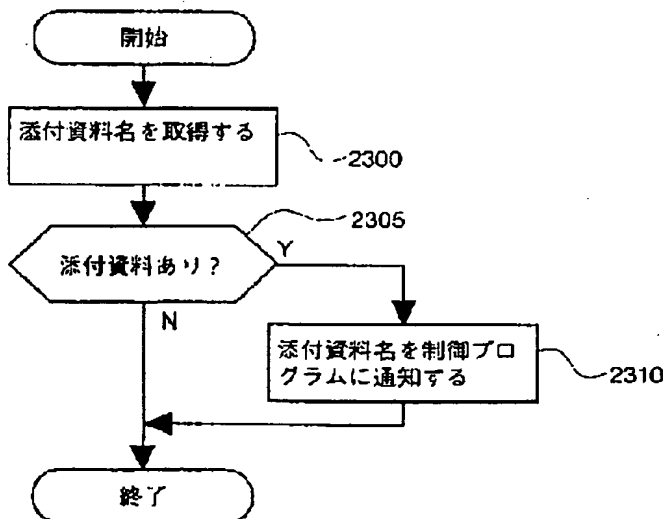 開始
添付資料名を取得する
2300
2305
添付資料あり?
Y
N
添付資料名を制御プロ
グラムに通知する
2310
終了